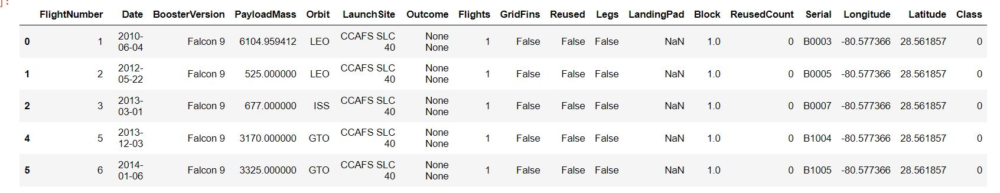 ]:
FlightNumber Date BoosterVersion PayloadMass Orbit LaunchSite Outcome Flights GridFins Reused Legs LandingPad Block ReusedCount Serial Longitude Latitude Class
0 1 2010-06-04 Falcon 9 6104.959412 LEO CCAFS SLC 40 None None 1 False False False NaN 1.0 0 B0003 -80.577366 28.561857 0
1 2 2012-05-22 Falcon 9 525.000000 LEO CCAFS SLC 40 None None 1 False False False NaN 1.0 0 B0005 -80.577366 28.561857 0
2 3 2013-03-01 Falcon 9 677.000000 ISS CCAFS SLC 40 None None 1 False False False NaN 1.0 0 B0007 -80.577366 28.561857 0
4 5 2013-12-03 Falcon 9 3170.000000 GTO CCAFS SLC 40 None None 1 False False False NaN 1.0 0 B1004 -80.577366 28.561857 0
5 6 2014-01-06 Falcon 9 3325.000000 GTO CCAFS SLC 40 None None 1 False False False NaN 1.0 0 B1005 -80.577366 28.561857 0